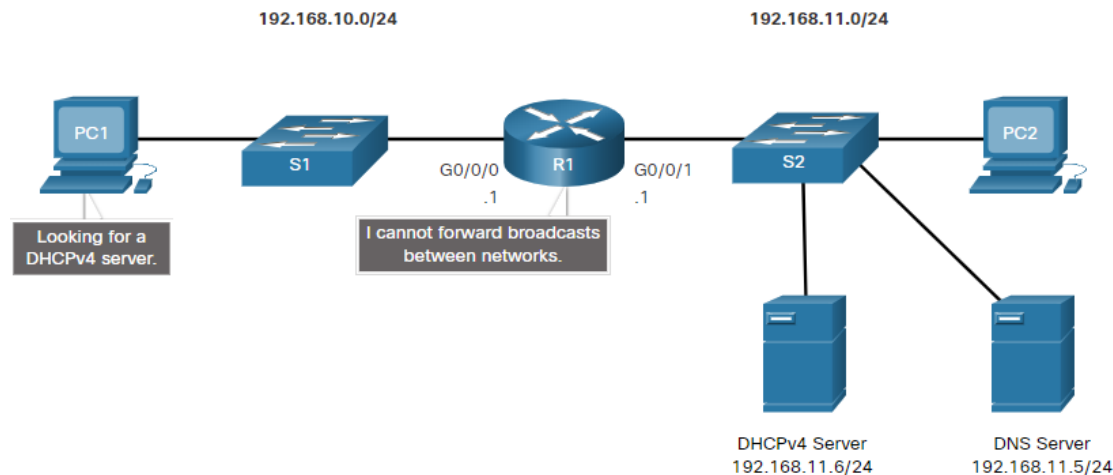 192.168.10.0/24
192.168.11.0/24
PC1
S1
R1
S2
PC2
G0/0/0
.1
G0/0/1
.1
Looking for a
DHCPv4 server.
I cannot forward broadcasts
between networks.
DHCPv4 Server
192.168.11.6/24
DNS Server
192.168.11.5/24